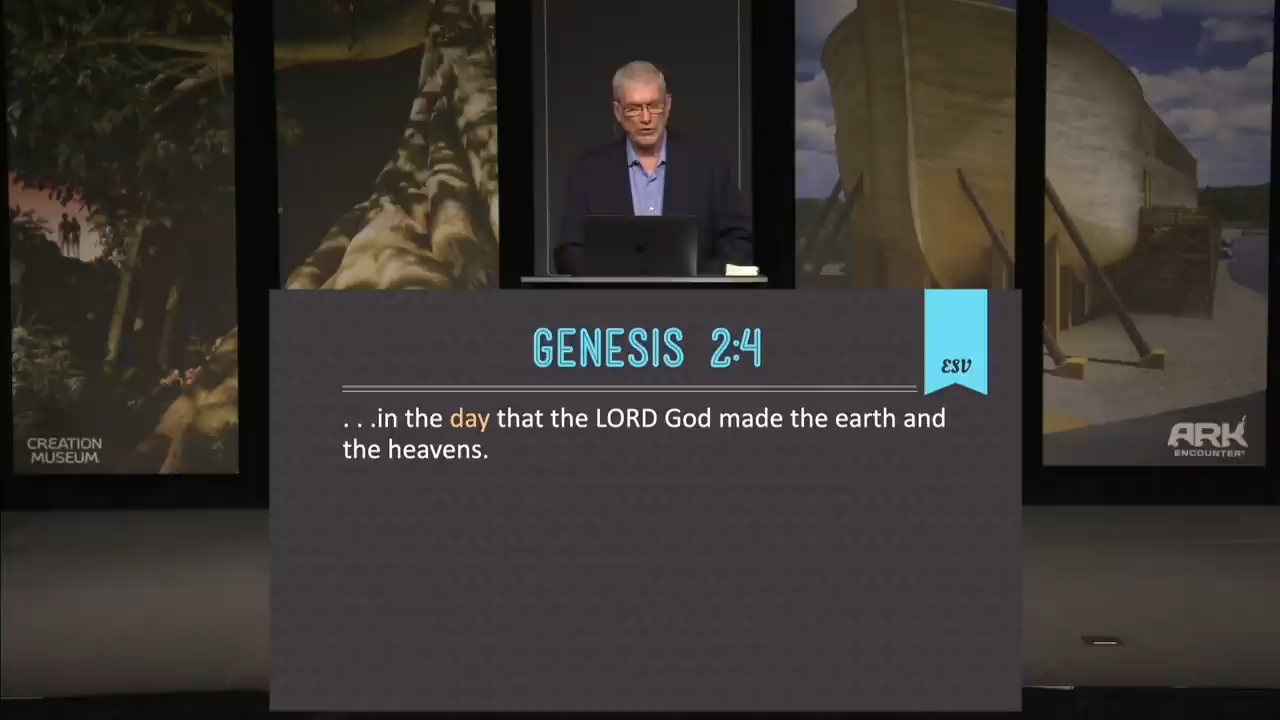 CREATION
MUSEUM
ARK
ENCOUNTER
GENESIS 2:4
ESV
. . .in the day that the LORD God made the earth and
the heavens.